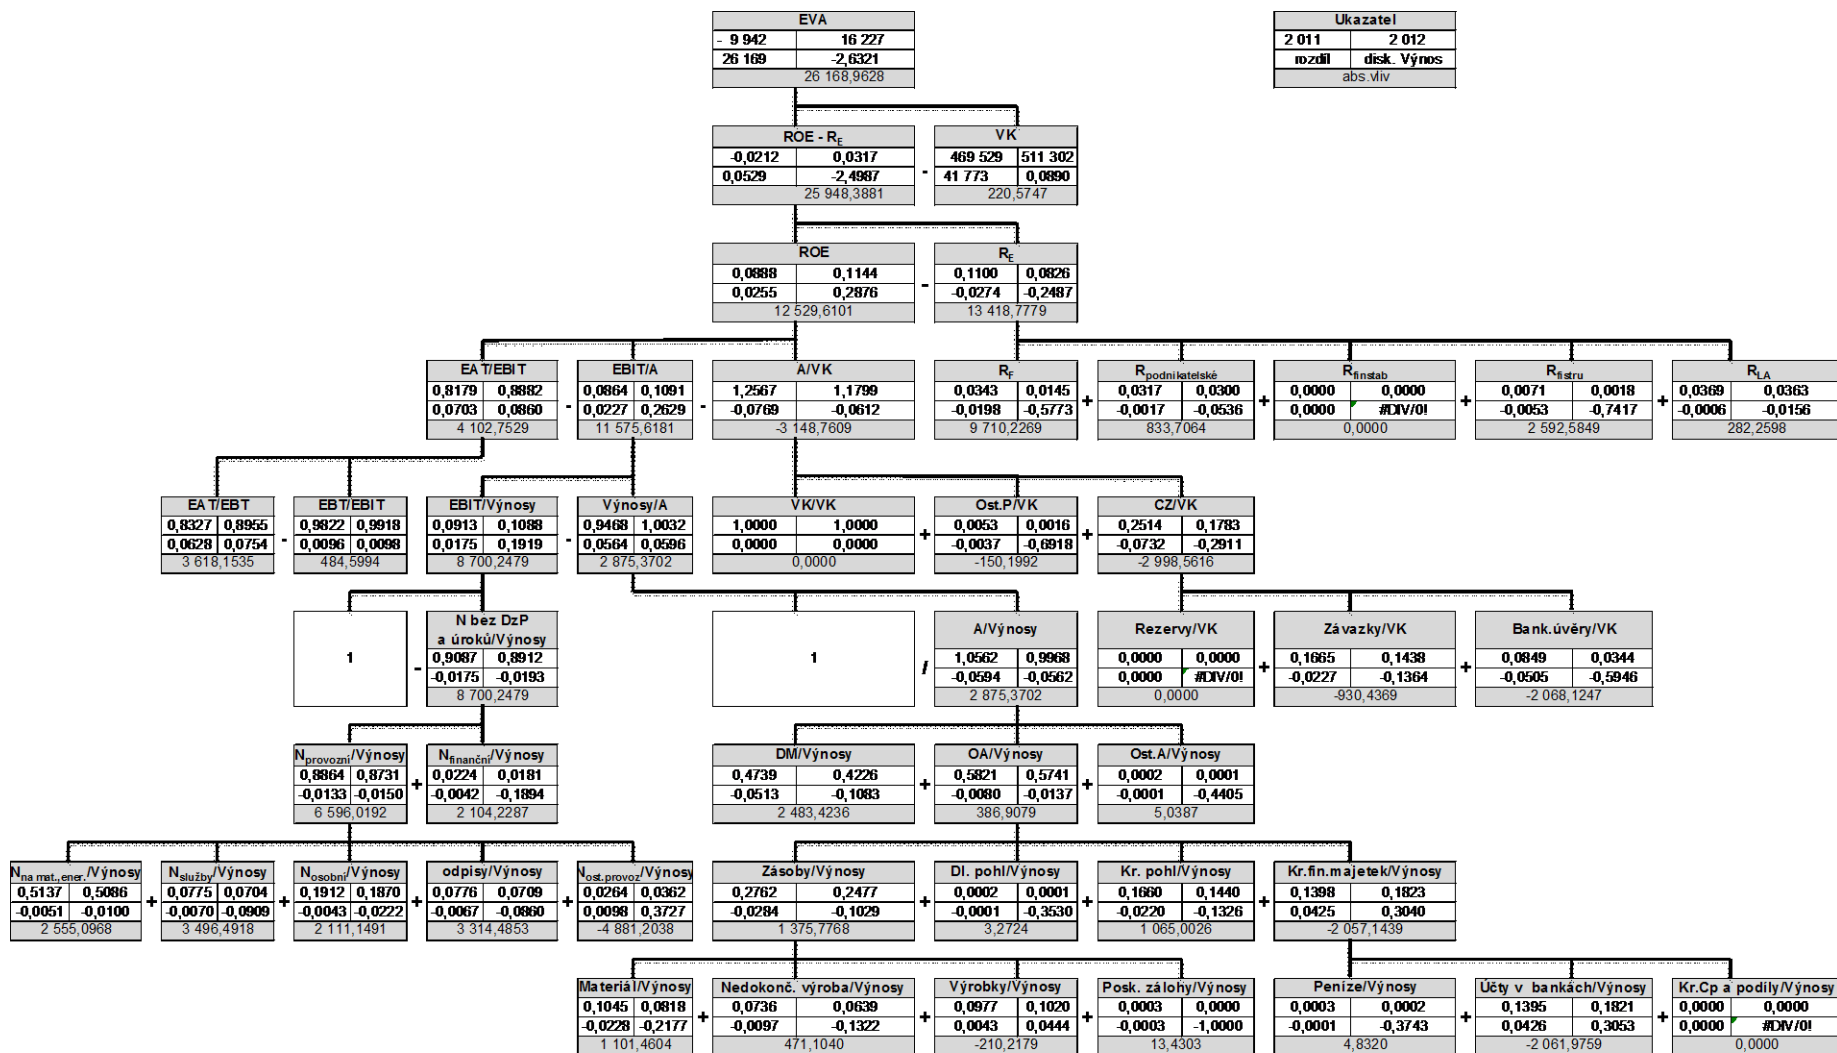 EVA
- 9 942 16 227
26 169 -2,6321
26 168,9628
Ukazatel
2 011 2 012
rozdíl disk. Výnos
abs.vliv
ROE - RE
-0,0212 0,0317
0,0529 -2,4987
25 948,3881
-
VK
469 529 511 302
41 773 0,0890
220,5747
ROE
0,0888 0,1144
0,0255 0,2876
12 529,6101
-
RE
0,1100 0,0826
-0,0274 -0,2487
13 418,7779
EAT/EBIT
0,8179 0,8882
0,0703 0,0860
4 102,7529
-
EBIT/A
0,0864 0,1091
0,0227 0,2629
11 575,6181
-
A/VK
1,2567 1,1799
-0,0769 -0,0612
-3 148,7609
RF
0,0343 0,0145
-0,0198 -0,5773
9 710,2269
+
Rpodnikatelské
0,0317 0,0300
-0,0017 -0,0536
833,7064
+
Rfinstab
0,0000 0,0000
0,0000 #DIV/0!
0,0000
+
Rfistru
0,0071 0,0018
-0,0053 -0,7417
2 592,5849
+
RLA
0,0369 0,0363
-0,0006 -0,0156
282,2598
EAT/EBT
0,8327 0,8955
0,0628 0,0754
3 618,1535
-
EBT/EBIT
0,9822 0,9918
0,0096 0,0098
484,5994
EBIT/Výnosy
0,0913 0,1088
0,0175 0,1919
8 700,2479
-
Výnosy/A
0,9468 1,0032
0,0564 0,0596
2 875,3702
VK/VK
1,0000 1,0000
0,0000 0,0000
0,0000
+
Ost.P/VK
0,0053 0,0016
-0,0037 -0,6918
-150,1992
+
CZ/VK
0,2514 0,1783
-0,0732 -0,2911
-2 998,5616
1
-
N bez DzP
a úroků/Výnosy
0,9087 0,8912
-0,0175 -0,0193
8 700,2479
1
/
A/Výnosy
1,0562 0,9968
-0,0594 -0,0562
2 875,3702
Rezervy/VK
0,0000 0,0000
0,0000 #DIV/0!
0,0000
+
Závazky/VK
0,1665 0,1438
-0,0227 -0,1364
-930,4369
+
Bank.úvěry/VK
0,0849 0,0344
-0,0505 -0,5946
-2 068,1247
Nprovozní/Výnosy
0,8864 0,8731
-0,0133 -0,0150
6 596,0192
+
Nfinanční/Výnosy
0,0224 0,0181
-0,0042 -0,1894
2 104,2287
DM/Výnosy
0,4739 0,4226
-0,0513 -0,1083
2 483,4236
+
OA/Výnosy
0,5821 0,5741
-0,0080 -0,0137
386,9079
+
Ost.A/Výnosy
0,0002 0,0001
-0,0001 -0,4405
5,0387
Nna mat.,ener./Výnosy
0,5137 0,5086
-0,0051 -0,0100
2 555,0968
+
Nslužby/Výnosy
0,0775 0,0704
-0,0070 -0,0909
3 496,4918
+
Nosobní/Výnosy
0,1912 0,1870
-0,0043 -0,0222
2 111,1491
+
odpisy/Výnosy
0,0776 0,0709
-0,0067 -0,0860
3 314,4853
+
Nost.provoz/Výnosy
0,0264 0,0362
0,0098 0,3727
-4 881,2038
Zásoby/Výnosy
0,2762 0,2477
-0,0284 -0,1029
1 375,7768
+
Dl. pohl/Výnosy
0,0002 0,0001
-0,0001 -0,3530
3,2724
+
Kr. pohl/Výnosy
0,1660 0,1440
-0,0220 -0,1326
1 065,0026
+
Kr.fin.majetek/Výnosy
0,1398 0,1823
0,0425 0,3040
-2 057,1439
Materiál/Výnosy
0,1045 0,0818
-0,0228 -0,2177
1 101,4604
+
Nedokonč. výroba/Výnosy
0,0736 0,0639
-0,0097 -0,1322
471,1040
+
Výrobky/Výnosy
0,0977 0,1020
0,0043 0,0444
-210,2179
+
Posk. zálohy/Výnosy
0,0003 0,0000
-0,0003 -1,0000
13,4303
Peníze/Výnosy
0,0003 0,0002
-0,0001 -0,3743
4,8320
+
Účty v bankách/Výnosy
0,1395 0,1821
0,0426 0,3053
-2 061,9759
+
Kr.Cp a podíly/Výnosy
0,0000 0,0000
0,0000 #DIV/0!
0,0000